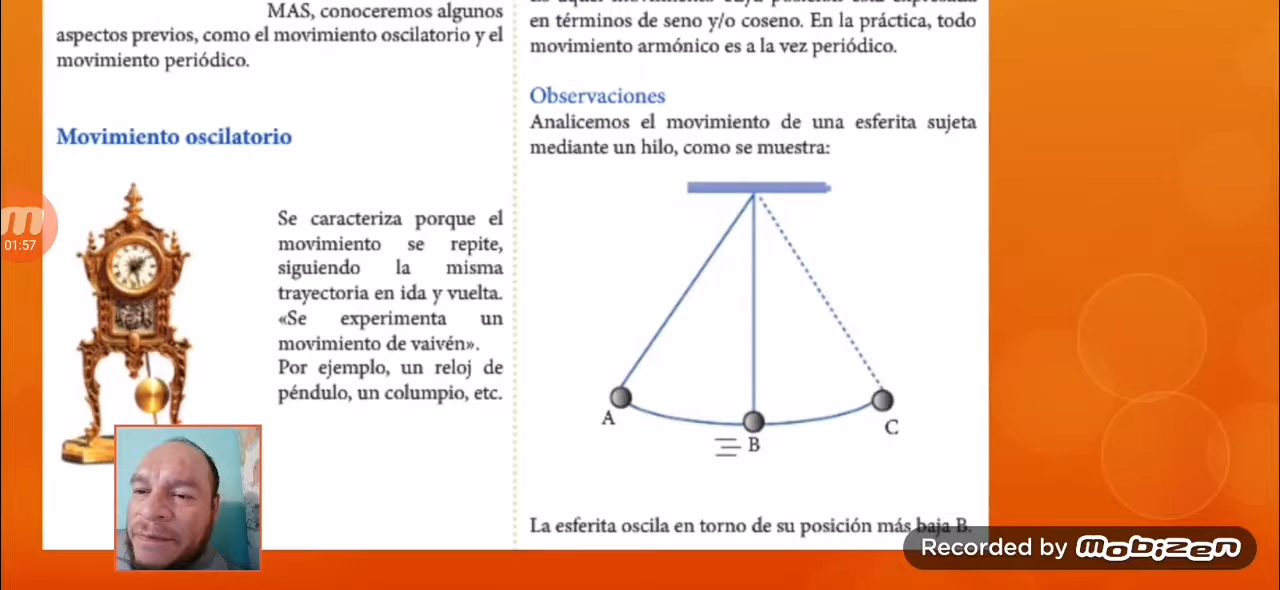 MAS, conoceremos algunos
aspectos previos, como el movimiento oscilatorio y el
movimiento periódico.
Movimiento oscilatorio
Se caracteriza porque el
movimiento se repite,
siguiendo la misma
trayectoria en ida y vuelta.
«Se experimenta un
movimiento de vaivén».
Por ejemplo, un reloj de
péndulo, un columpio, etc.
en términos de seno y/o coseno. En la práctica, todo
movimiento armónico es a la vez periódico.
Observaciones
Analicemos el movimiento de una esferita sujeta
mediante un hilo, como se muestra:
A
B
C
La esferita oscila en torno de su posición más baja B.
01:57
Recorded by Mobizen